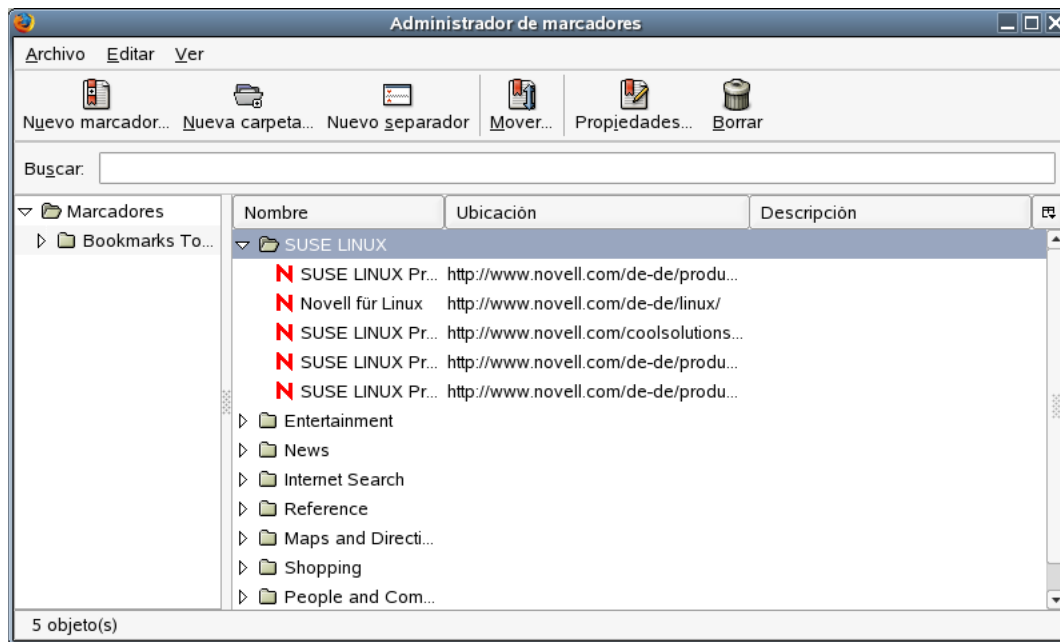 Administrador de marcadores
Archivo Editar Ver
Nuevo marcador... Nueva carpeta... Nuevo separador Mover... Propiedades... Borrar
Buscar:
Marcadores Nombre Ubicación Descripción
Bookmarks To... SUSE LINUX
SUSE LINUX Pr... http://www.novell.com/de-de/produ...
Novell für Linux http://www.novell.com/de-de/linux/
SUSE LINUX Pr... http://www.novell.com/coolsolutions...
SUSE LINUX Pr... http://www.novell.com/de-de/produ...
SUSE LINUX Pr... http://www.novell.com/de-de/produ...
Entertainment
News
Internet Search
Reference
Maps and Directi...
Shopping
People and Com...
5 objeto(s)